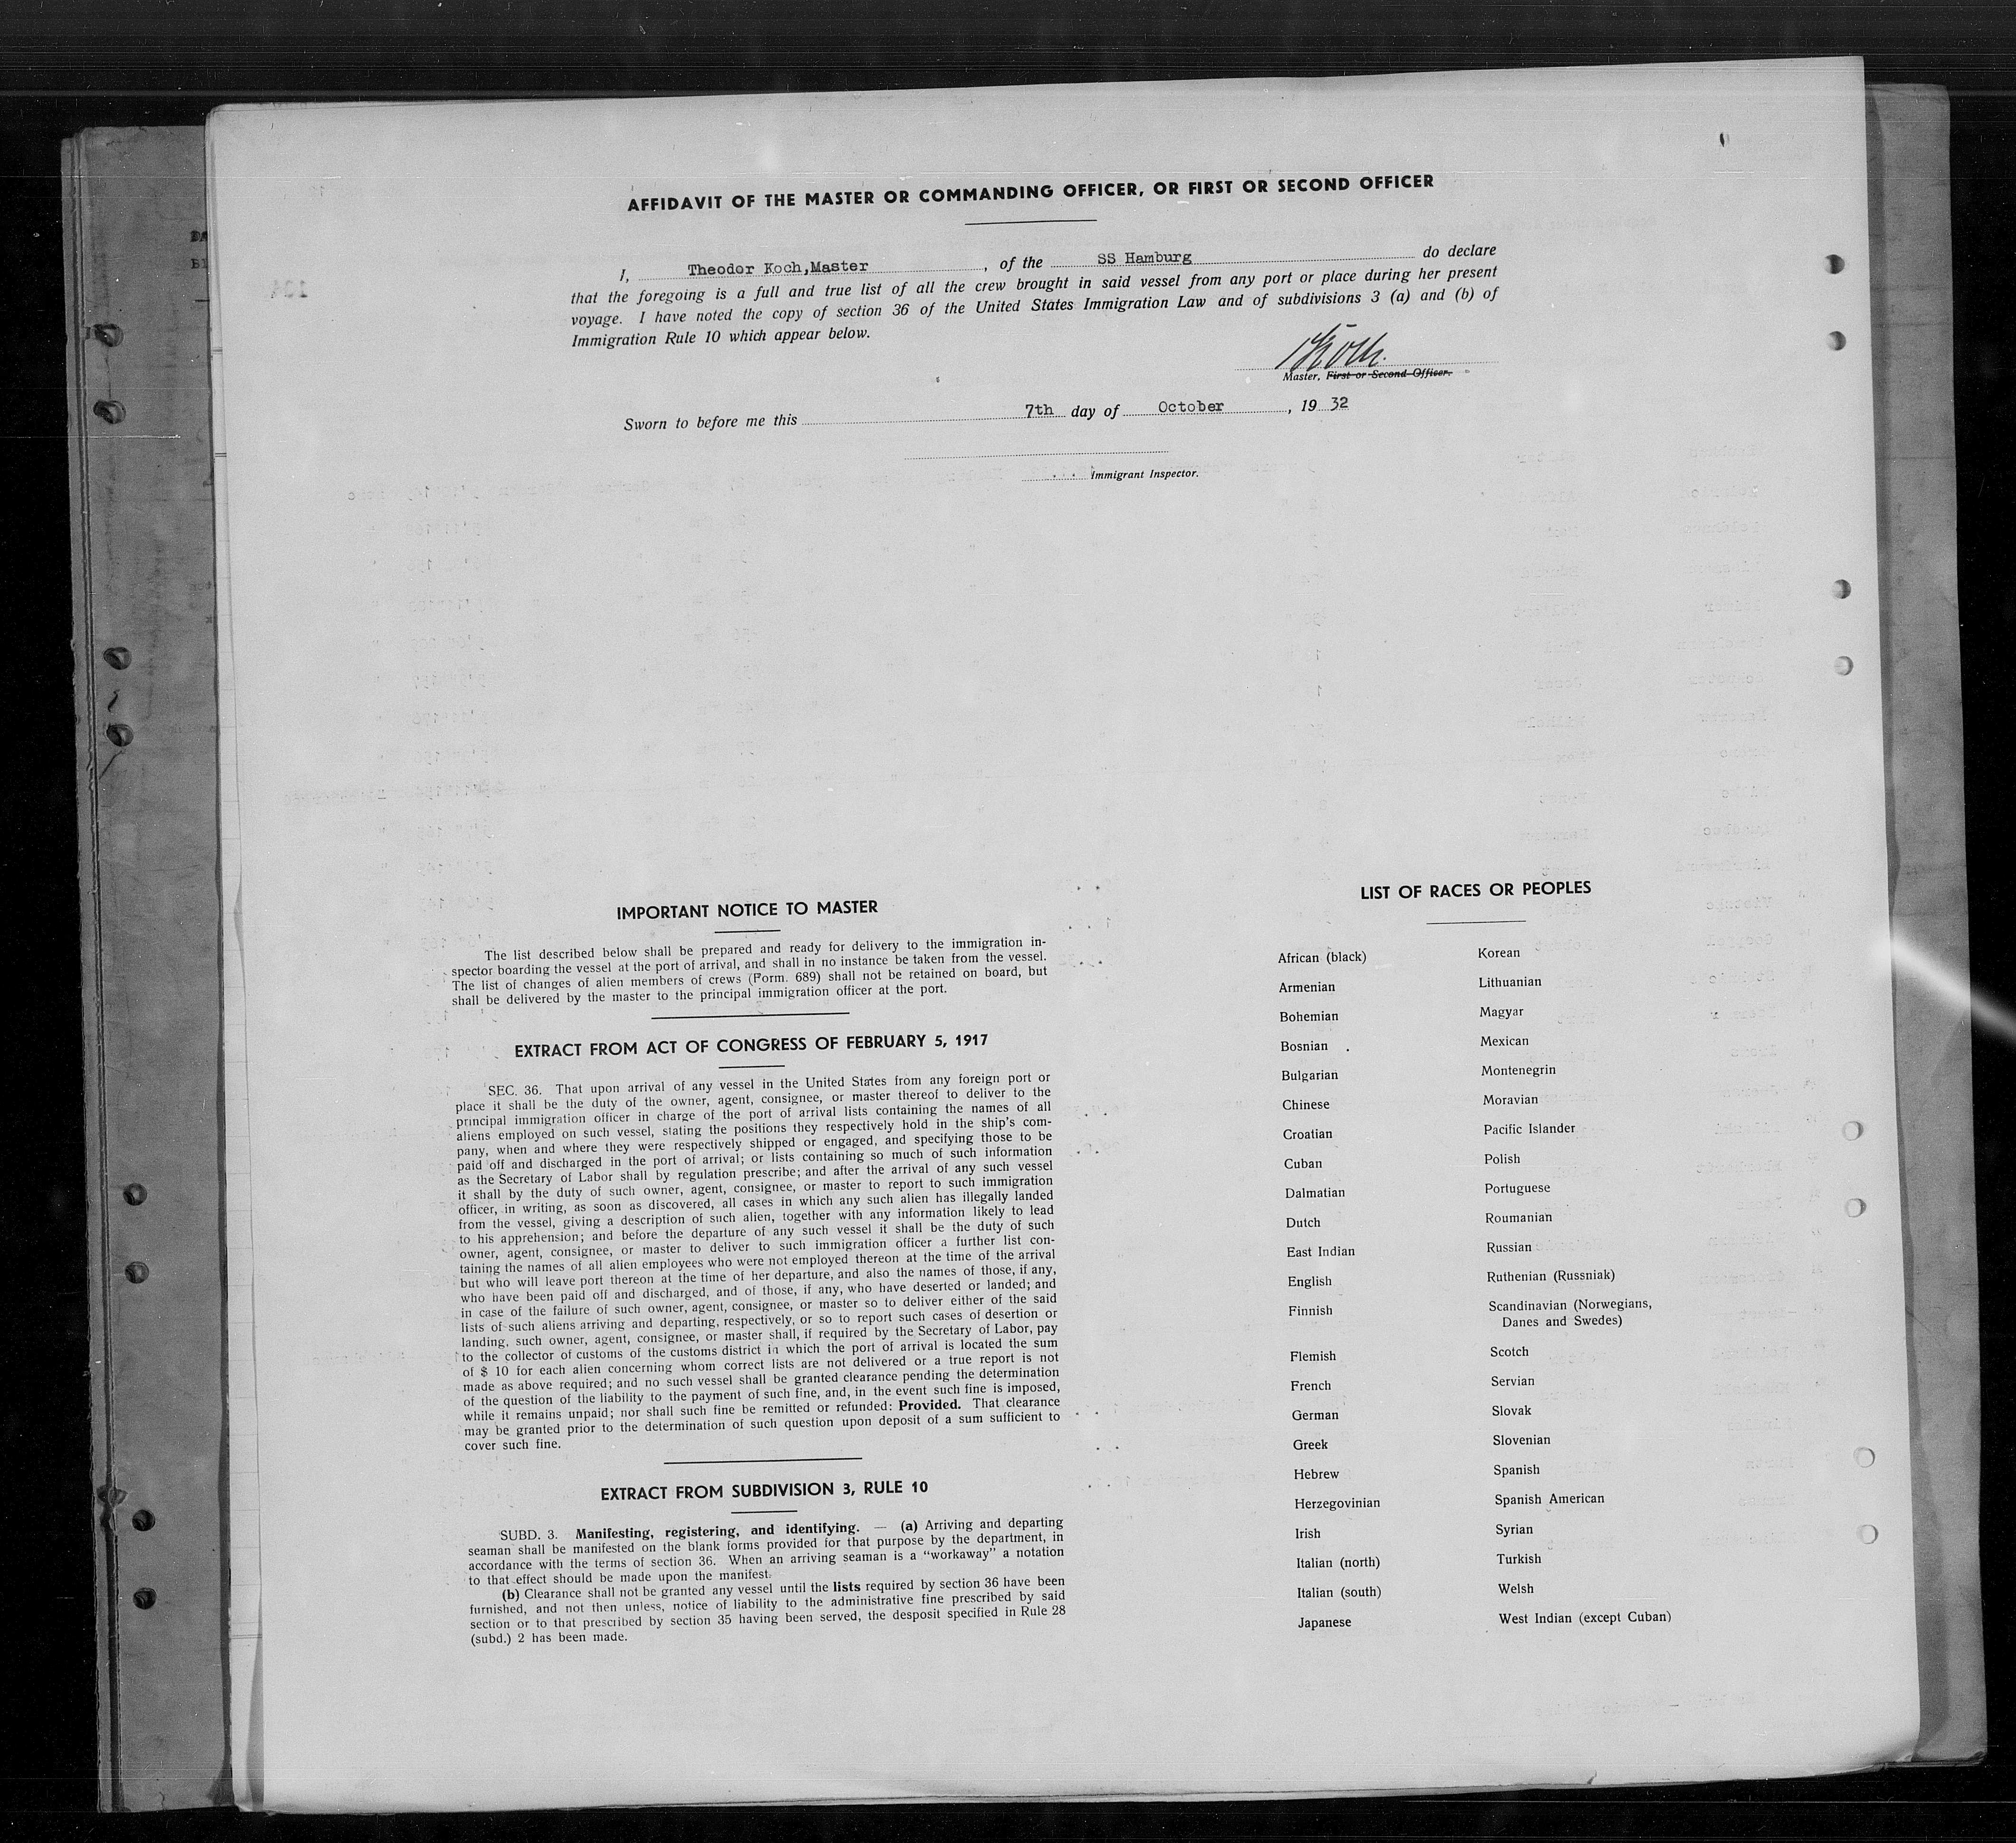 AFFIDAVIT OF THE MASTER OR COMMANDING OFFICER, OR FIRST OR SECOND OFFICER
I, Theodor Koch,Master, of the SS Hamburg do declare
that the foregoing is a full and true list of all the crew brought in said vessel from any port or place during her present
voyage. I have noted the copy of section 36 of the United States Immigration Law and of subdivisions 3 (a) and (b) of
Immigration Rule 10 which appear below.
Koch.
Master, First or Second Officer.
Sworn to before me this 7th day of October, 19 32
Immigrant Inspector.
IMPORTANT NOTICE TO MASTER
The list described below shall be prepared and ready for delivery to the immigration in-
spector boarding the vessel at the port of arrival, and shall in no instance be taken from the vessel.
The list of changes of alien members of crews (Form. 689) shall not be retained on board, but
shall be delivered by the master to the principal immigration officer at the port.
EXTRACT FROM ACT OF CONGRESS OF FEBRUARY 5, 1917
SEC. 36. That upon arrival of any vessel in the United States from any foreign port or
place it shall be the duty of the owner, agent, consignee, or master thereof to deliver to the
principal immigration officer in charge of the port of arrival lists containing the names of all
aliens employed on such vessel, stating the positions they respectively hold in the ship's com-
pany, when and where they were respectively shipped or engaged, and specifying those to be
paid off and discharged in the port of arrival; or lists containing so much of such information
as the Secretary of Labor shall by regulation prescribe; and after the arrival of any such vessel
it shall by the duty of such owner, agent, consignee, or master to report to such immigration
officer, in writing, as soon as discovered, all cases in which any such alien has illegally landed
from the vessel, giving a description of such alien, together with any information likely to lead
to his apprehension; and before the departure of any such vessel it shall be the duty of such
owner, agent, consignee, or master to deliver to such immigration officer a further list con-
taining the names of all alien employees who were not employed thereon at the time of the arrival
but who will leave port thereon at the time of her departure, and also the names of those, if any,
who have been paid off and discharged, and of those, if any, who have deserted or landed; and
in case of the failure of such owner, agent, consignee, or master so to deliver either of the said
lists of such aliens arriving and departing, respectively, or so to report such cases of desertion or
landing, such owner, agent, consignee, or master shall, if required by the Secretary of Labor, pay
to the collector of customs of the customs district in which the port of arrival is located the sum
of $ 10 for each alien concerning whom correct lists are not delivered or a true report is not
made as above required; and no such vessel shall be granted clearance pending the determination
of the question of the liability to the payment of such fine, and, in the event such fine is imposed,
while it remains unpaid; nor shall such fine be remitted or refunded: Provided. That clearance
may be granted prior to the determination of such question upon deposit of a sum sufficient to
cover such fine.
EXTRACT FROM SUBDIVISION 3, RULE 10
SUBD. 3. Manifesting, registering, and identifying. — (a) Arriving and departing
seaman shall be manifested on the blank forms provided for that purpose by the department, in
accordance with the terms of section 36. When an arriving seaman is a "workaway" a notation
to that effect should be made upon the manifest.
(b) Clearance shall not be granted any vessel until the lists required by section 36 have been
furnished, and not then unless, notice of liability to the administrative fine prescribed by said
section or to that prescribed by section 35 having been served, the desposit specified in Rule 28
(subd.) 2 has been made.
LIST OF RACES OR PEOPLES
African (black)
Armenian
Bohemian
Bosnian
Bulgarian
Chinese
Croatian
Cuban
Dalmatian
Dutch
East Indian
English
Finnish
Flemish
French
German
Greek
Hebrew
Herzegovinian
Irish
Italian (north)
Italian (south)
Japanese
Korean
Lithuanian
Magyar
Mexican
Montenegrin
Moravian
Pacific Islander
Polish
Portuguese
Roumanian
Russian
Ruthenian (Russniak)
Scandinavian (Norwegians,
Danes and Swedes)
Scotch
Servian
Slovak
Slovenian
Spanish
Spanish American
Syrian
Turkish
Welsh
West Indian (except Cuban)